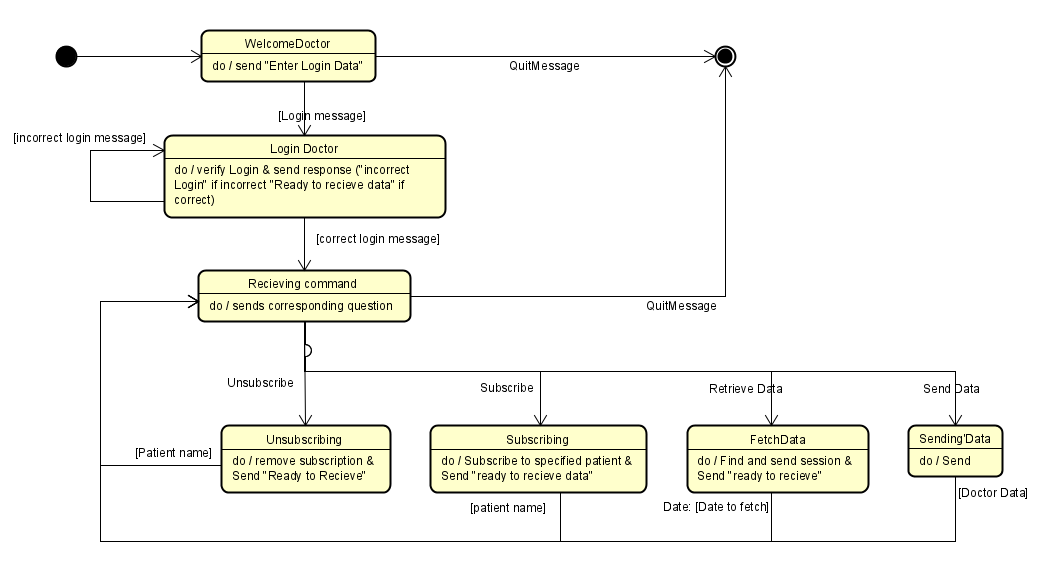 WelcomeDoctor
do / send "Enter Login Data"
QuitMessage
[Login message]
[incorrect login message]
Login Doctor
do / verify Login & send response ("incorrect
Login" if incorrect "Ready to recieve data" if
correct)
[correct login message]
Recieving command
do / sends corresponding question
QuitMessage
Unsubscribe
Subscribe
Retrieve Data
Send Data
Unsubscribing
do / remove subscription &
Send "Ready to Recieve"
[Patient name]
Subscribing
do / Subscribe to specified patient &
Send "ready to recieve data"
[patient name]
FetchData
do / Find and send session &
Send "ready to recieve"
Date: [Date to fetch]
Sending'Data
do / Send
[Doctor Data]